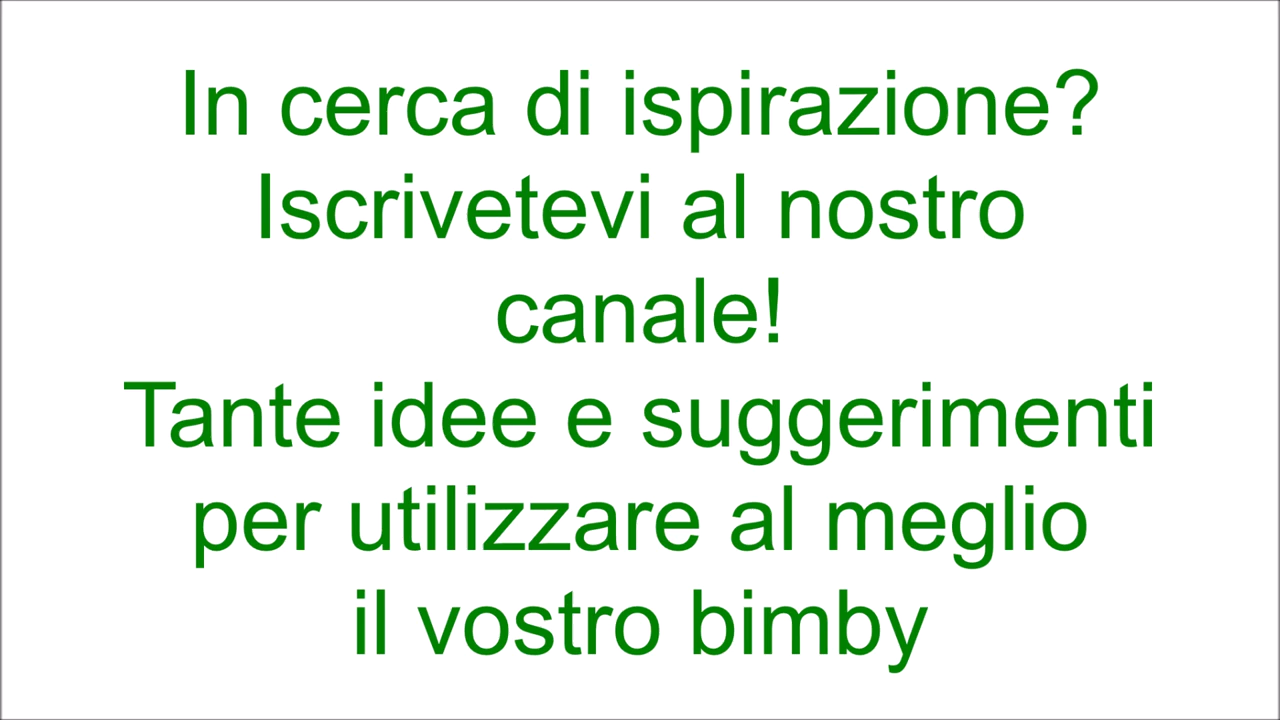 In cerca di ispirazione?
Iscrivetevi al nostro
canale!
Tante idee e suggerimenti
per utilizzare al meglio
il vostro bimby